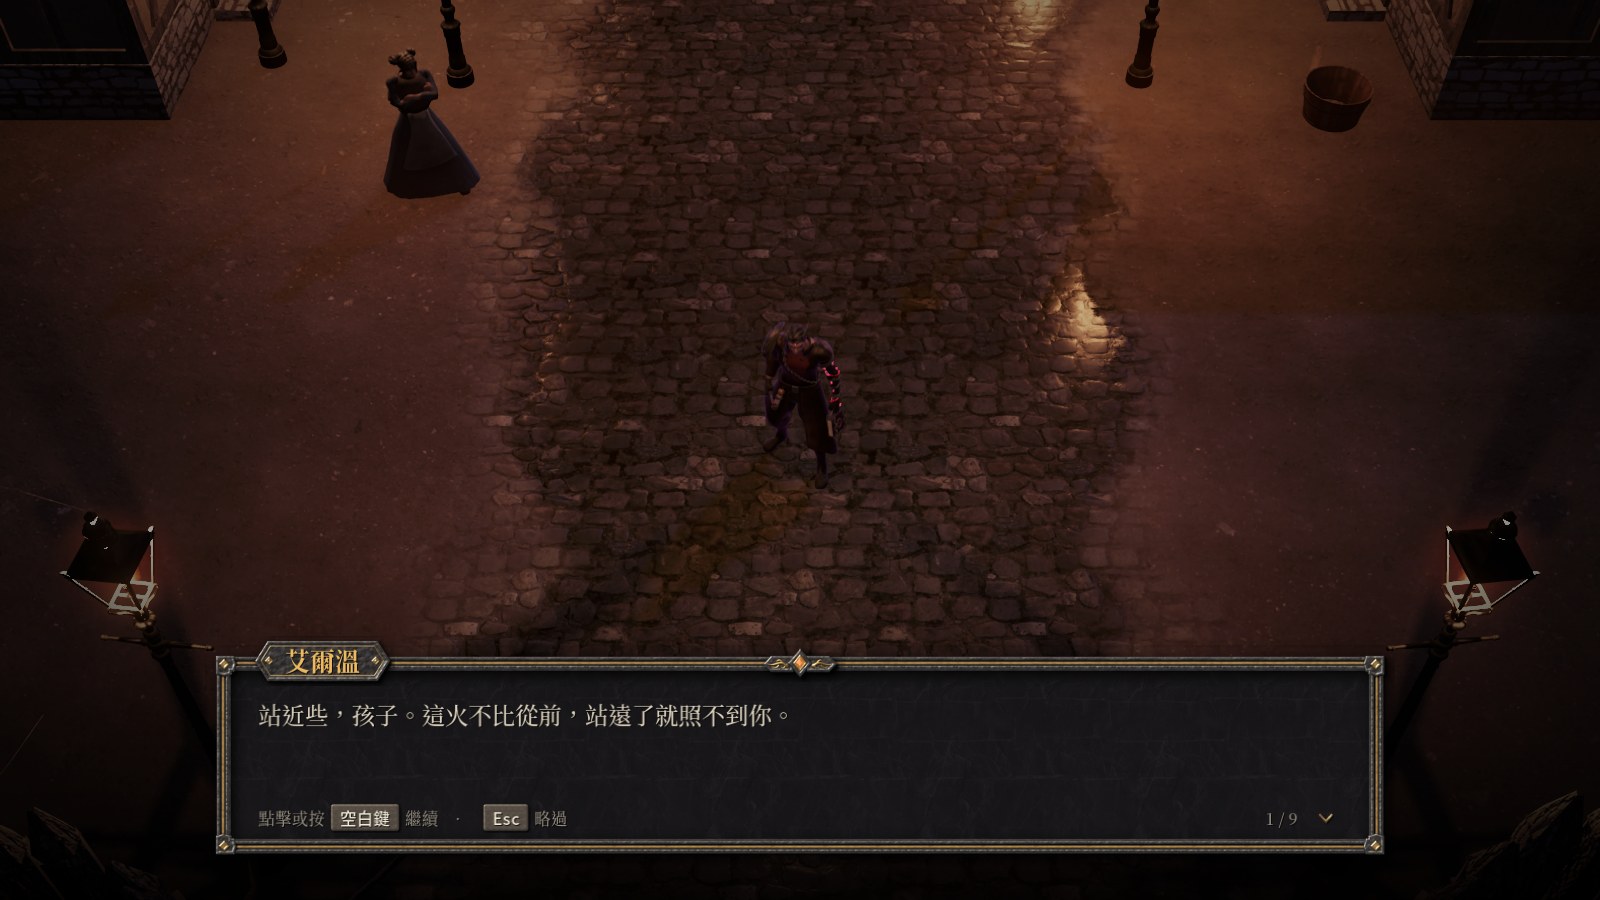 艾爾溫
站近些，孩子。這火不比從前，站遠了就照不到你。
點擊或按 空白鍵 繼續 · Esc 略過
1 / 9